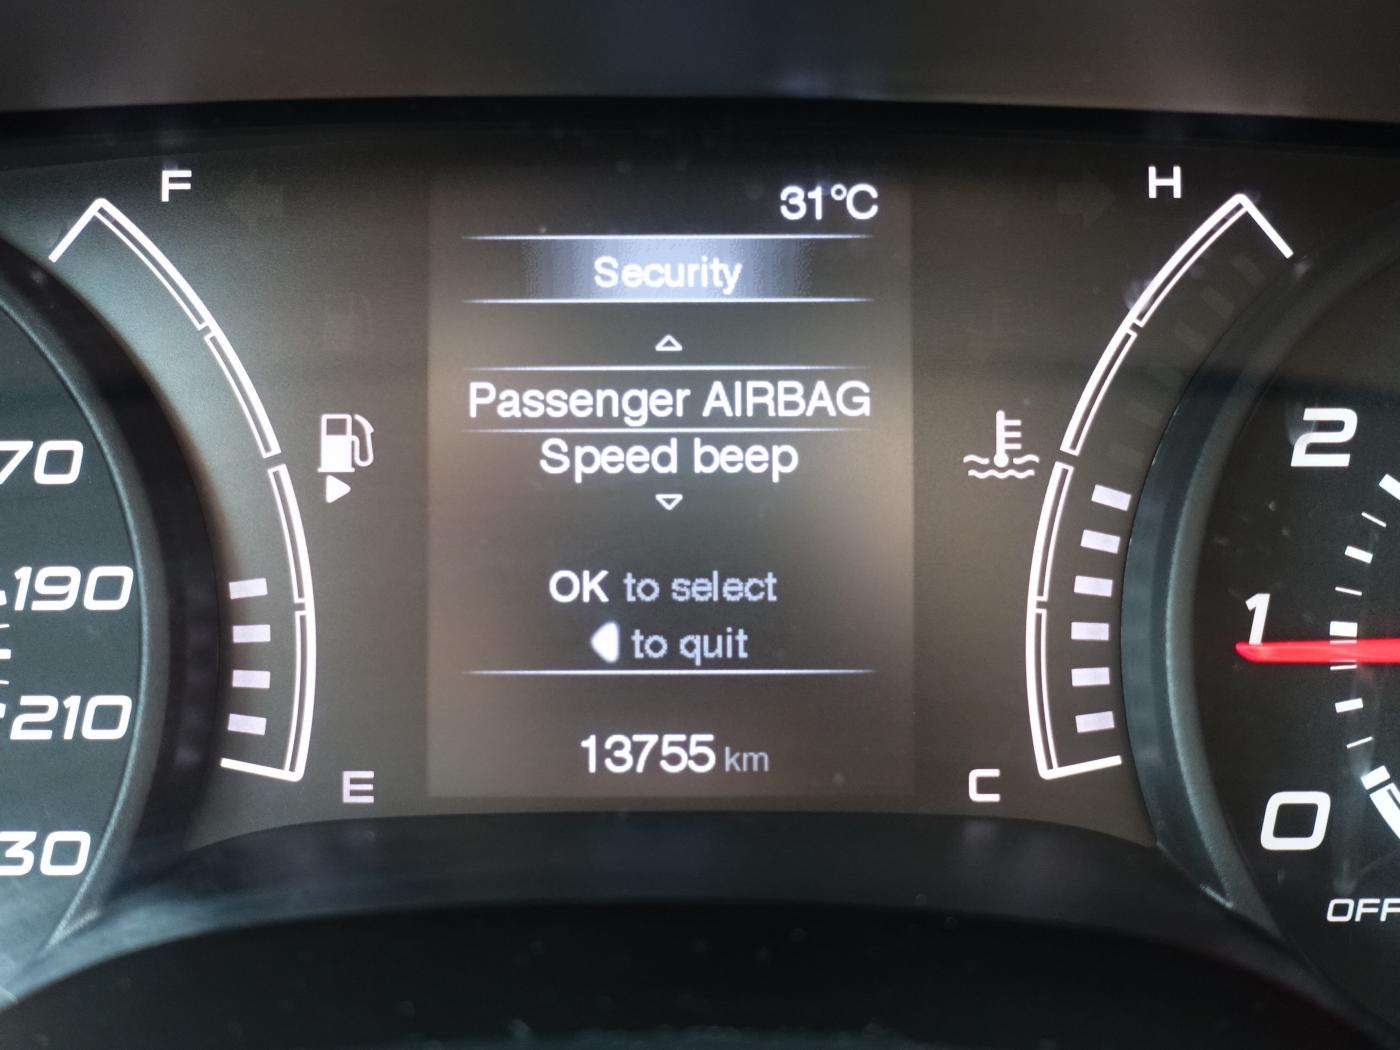 F
31°C
H
Security
Passenger AIRBAG
Speed beep
OK to select
to quit
13755 km
E
C
70
190
210
30
2
1
0
OFF